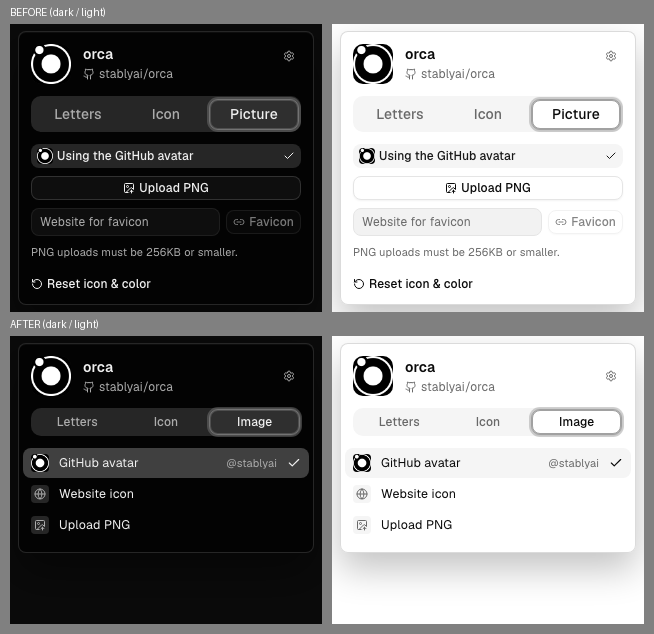 BEFORE (dark / light)
orca
stablyai/orca
Letters Icon Picture
Using the GitHub avatar
Upload PNG
Website for favicon Favicon
PNG uploads must be 256KB or smaller.
Reset icon & color
orca
stablyai/orca
Letters Icon Picture
Using the GitHub avatar
Upload PNG
Website for favicon Favicon
PNG uploads must be 256KB or smaller.
Reset icon & color
AFTER (dark / light)
orca
stablyai/orca
Letters Icon Image
GitHub avatar @stablyai
Website icon
Upload PNG
orca
stablyai/orca
Letters Icon Image
GitHub avatar @stablyai
Website icon
Upload PNG